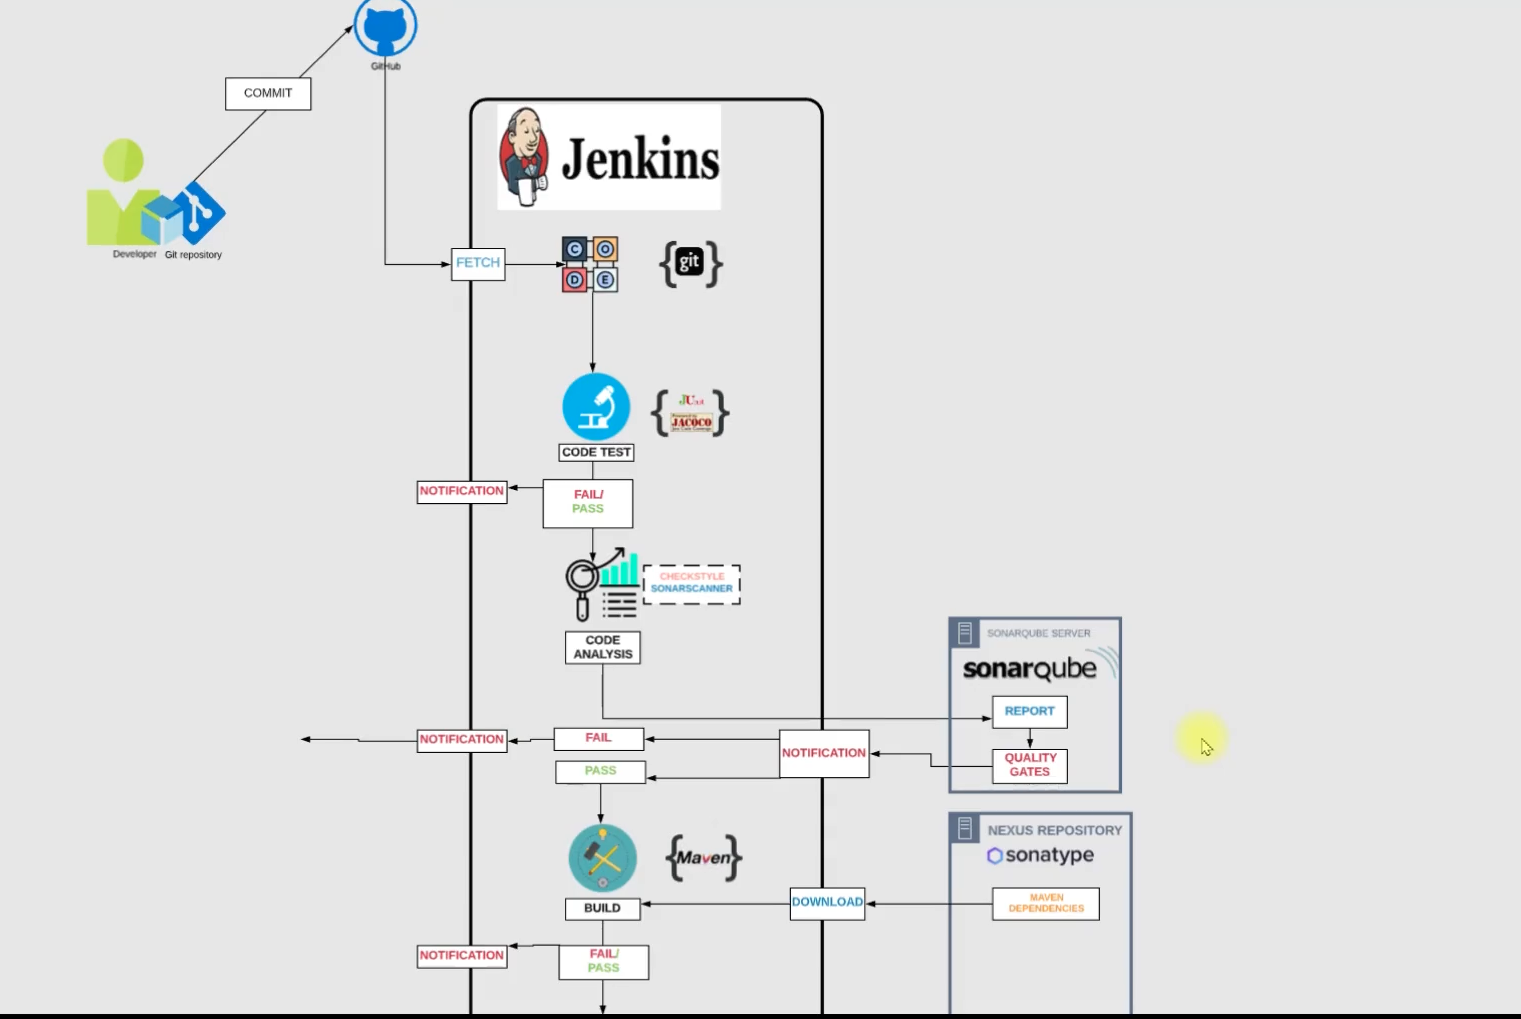 GitHub
COMMIT
Jenkins
Developer
Git repository
FETCH
C
O
D
E
{git}
JUnit
JACOCO
CODE TEST
NOTIFICATION
FAIL/
PASS
CHECKSTYLE
SONARSCANNER
CODE
ANALYSIS
SONARQUBE SERVER
sonarqube
REPORT
NOTIFICATION
FAIL
NOTIFICATION
QUALITY
GATES
PASS
NEXUS REPOSITORY
sonatype
{Maven}
BUILD
DOWNLOAD
MAVEN
DEPENDENCIES
NOTIFICATION
FAIL/
PASS